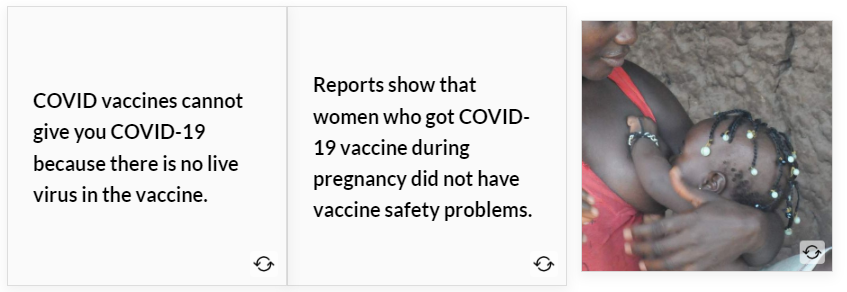 COVID vaccines cannot
give you COVID-19
because there is no live
virus in the vaccine.
Reports show that
women who got COVID-
19 vaccine during
pregnancy did not have
vaccine safety problems.